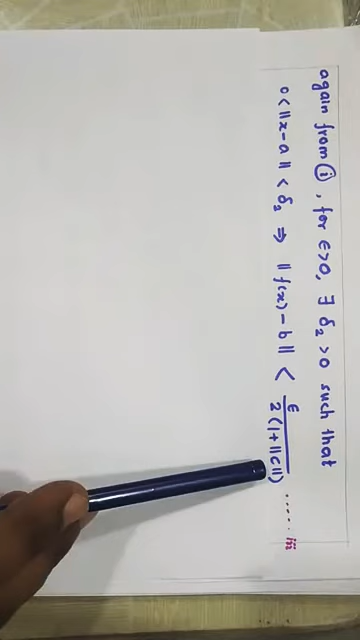 again from (i), for ϵ>0, ∃ δ₂ >0 such that
0 < ||x-a|| < δ₂ ⇒ || f(x) - b || < ϵ / 2 (1+||c||) ..... iii